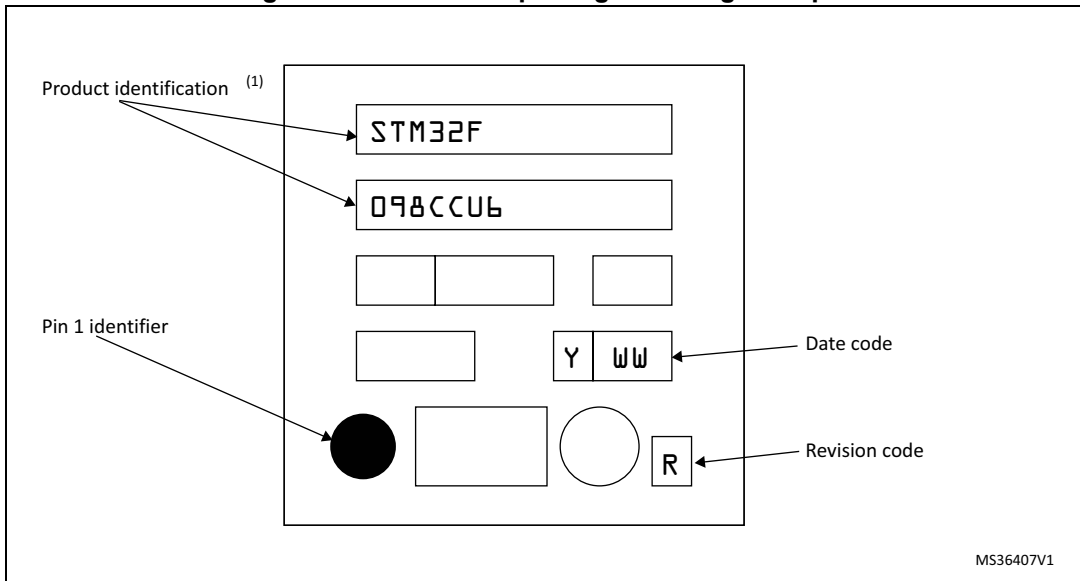 Product identification (1)
STM32F
098CCU6
Pin 1 identifier
Y WW
Date code
R
Revision code
MS36407V1